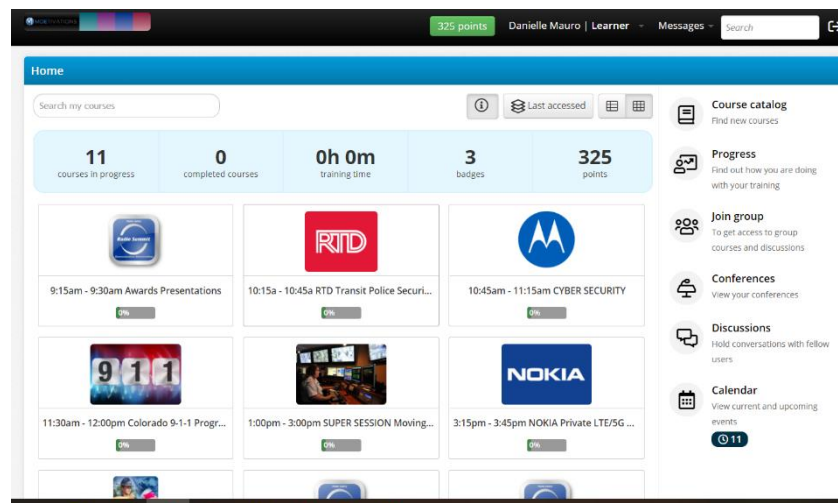 MOBINATIONS
325 points
Danielle Mauro | Learner
Messages
Search
Home
Search my courses
Last accessed
11
courses in progress
0
completed courses
0h 0m
training time
3
badges
325
points
Radio Summit
9:15am - 9:30am Awards Presentations
0%
RTD
10:15a - 10:45a RTD Transit Police Securi...
0%
10:45am - 11:15am CYBER SECURITY
0%
911
11:30am - 12:00pm Colorado 9-1-1 Progr...
0%
1:00pm - 3:00pm SUPER SESSION Moving...
0%
NOKIA
3:15pm - 3:45pm NOKIA Private LTE/5G ...
0%
Course catalog
Find new courses
Progress
Find out how you are doing
with your training
Join group
To get access to group
courses and discussions
Conferences
View your conferences
Discussions
Hold conversations with fellow
users
Calendar
View current and upcoming
events
11